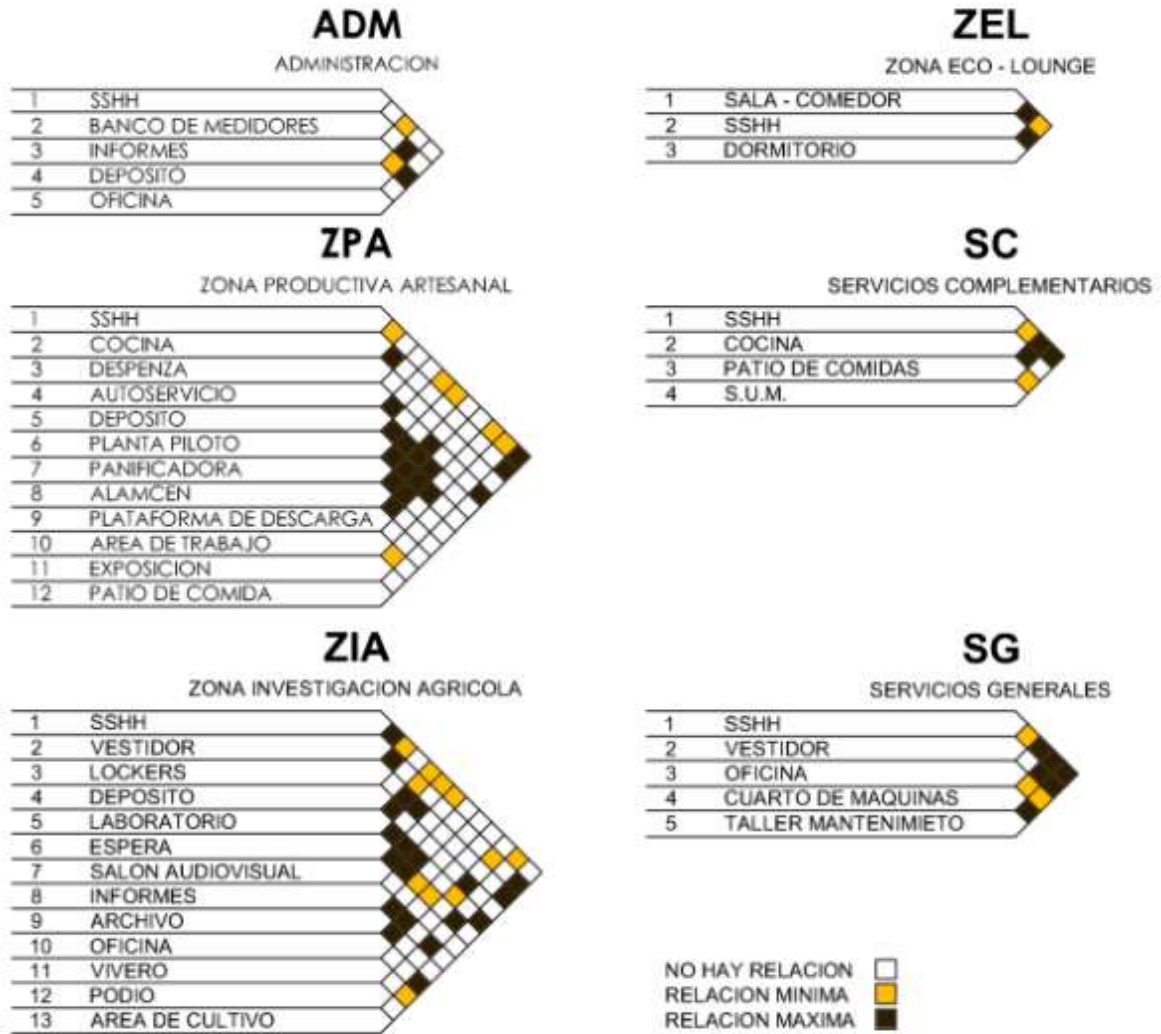 ADM
ADMINISTRACION
1 SSHH
2 BANCO DE MEDIDORES
3 INFORMES
4 DEPOSITO
5 OFICINA
ZEL
ZONA ECO - LOUNGE
1 SALA - COMEDOR
2 SSHH
3 DORMITORIO
ZPA
ZONA PRODUCTIVA ARTESANAL
1 SSHH
2 COCINA
3 DESPENZA
4 AUTOSERVICIO
5 DEPOSITO
6 PLANTA PILOTO
7 PANIFICADORA
8 ALAMCEN
9 PLATAFORMA DE DESCARGA
10 AREA DE TRABAJO
11 EXPOSICION
12 PATIO DE COMIDA
SC
SERVICIOS COMPLEMENTARIOS
1 SSHH
2 COCINA
3 PATIO DE COMIDAS
4 S.U.M.
ZIA
ZONA INVESTIGACION AGRICOLA
1 SSHH
2 VESTIDOR
3 LOCKERS
4 DEPOSITO
5 LABORATORIO
6 ESPERA
7 SALON AUDIOVISUAL
8 INFORMES
9 ARCHIVO
10 OFICINA
11 VIVERO
12 PODIO
13 AREA DE CULTIVO
SG
SERVICIOS GENERALES
1 SSHH
2 VESTIDOR
3 OFICINA
4 CUARTO DE MAQUINAS
5 TALLER MANTENIMIETO
NO HAY RELACION
RELACION MINIMA
RELACION MAXIMA